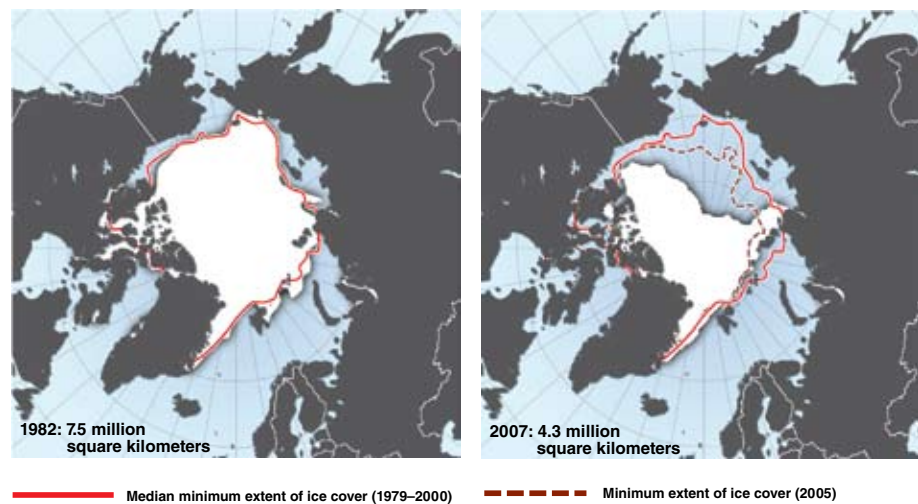 1982: 7.5 million
square kilometers
2007: 4.3 million
square kilometers
Median minimum extent of ice cover (1979–2000)
Minimum extent of ice cover (2005)